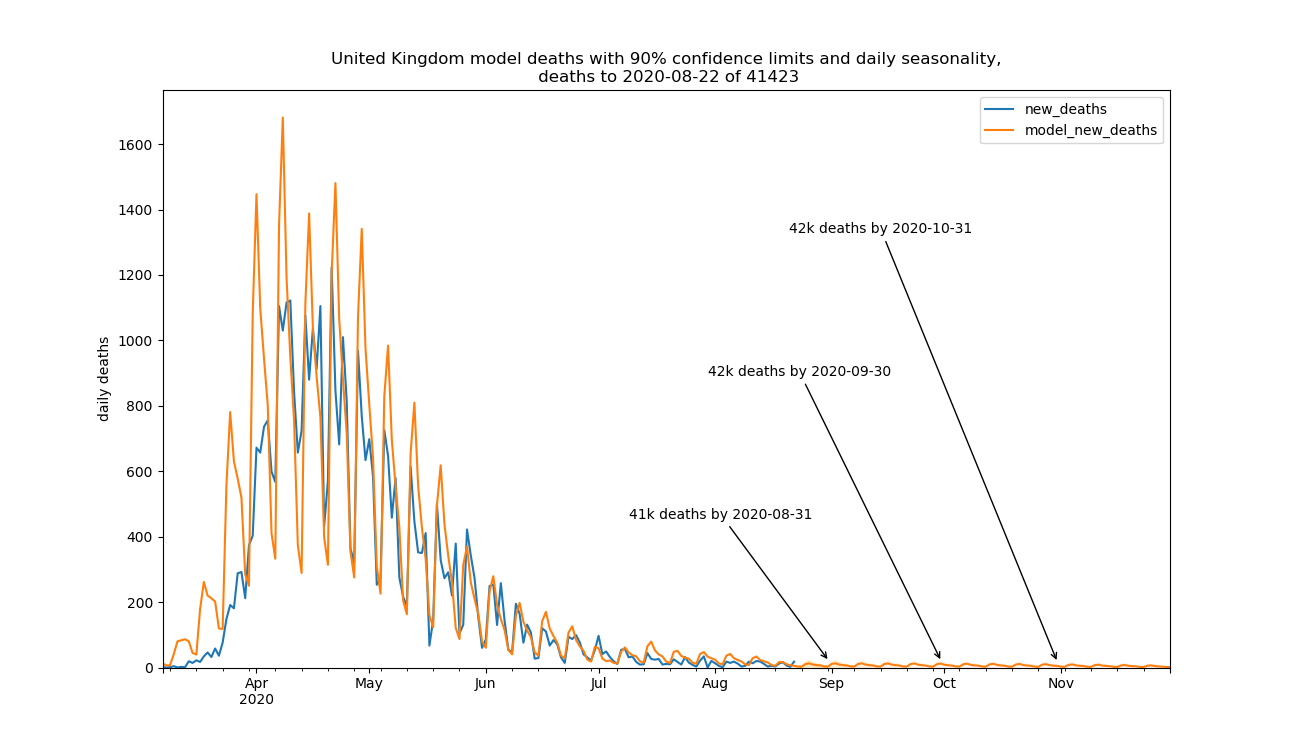 United Kingdom model deaths with 90% confidence limits and daily seasonality,
deaths to 2020-08-22 of 41423
new_deaths
model_new_deaths
1600
1400
1200
1000
800
600
400
200
0
daily deaths
42k deaths by 2020-10-31
42k deaths by 2020-09-30
41k deaths by 2020-08-31
Apr May Jun Jul Aug Sep Oct Nov
2020